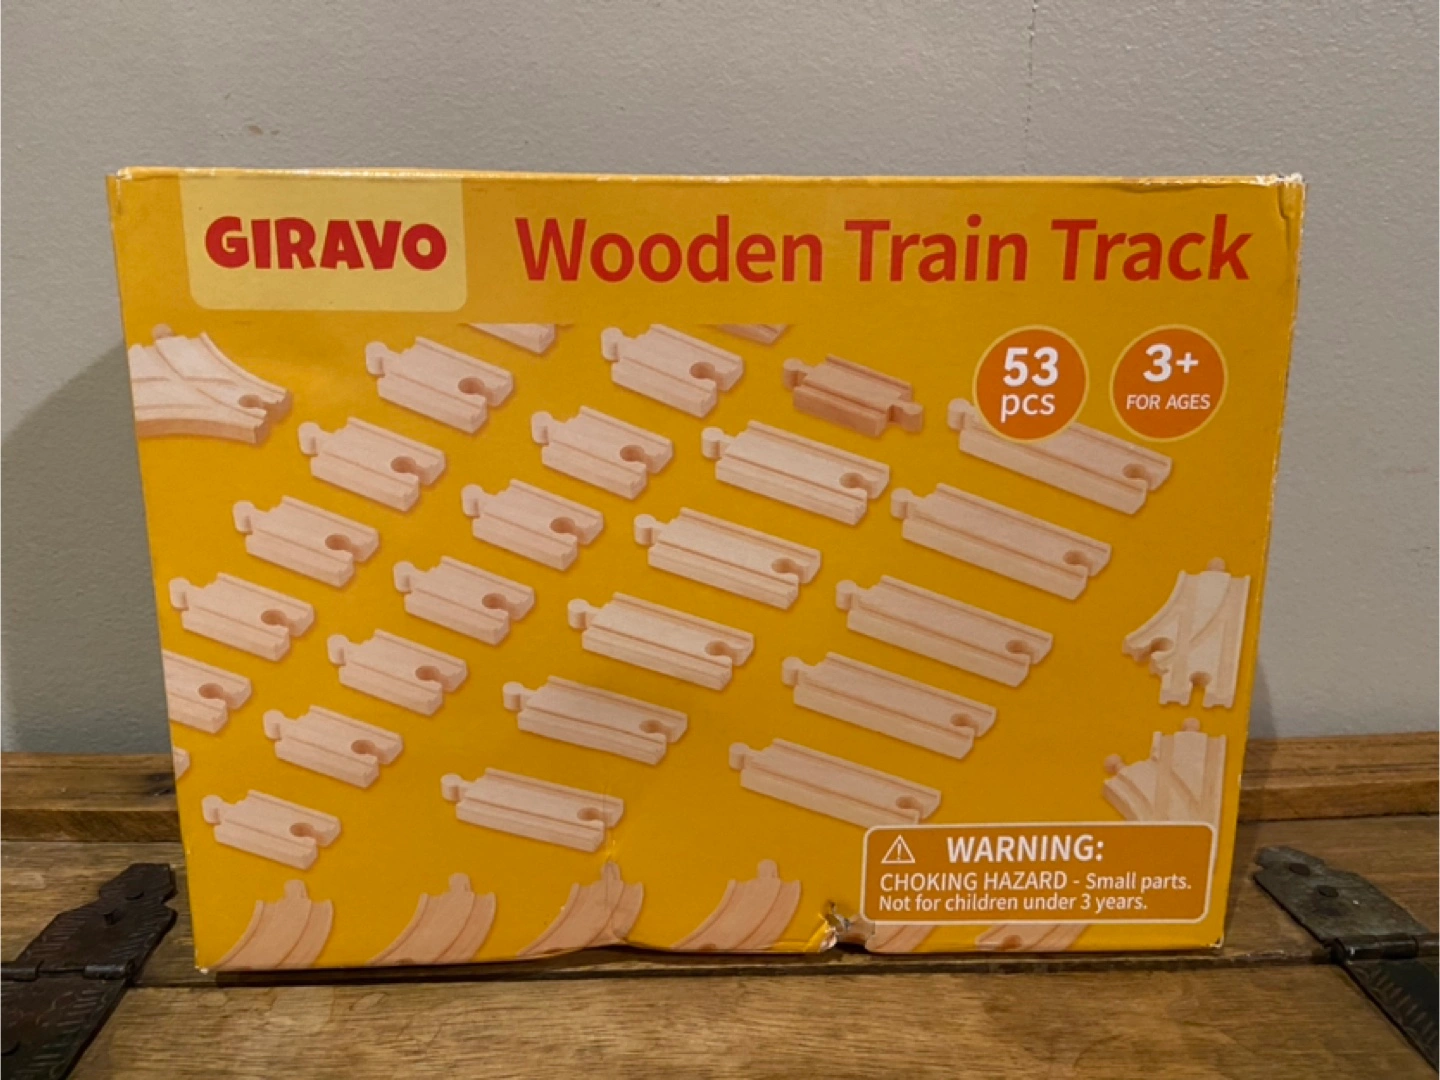 GIRAVO
Wooden Train Track
53
pcs
3+
FOR AGES
WARNING:
CHOKING HAZARD - Small parts.
Not for children under 3 years.